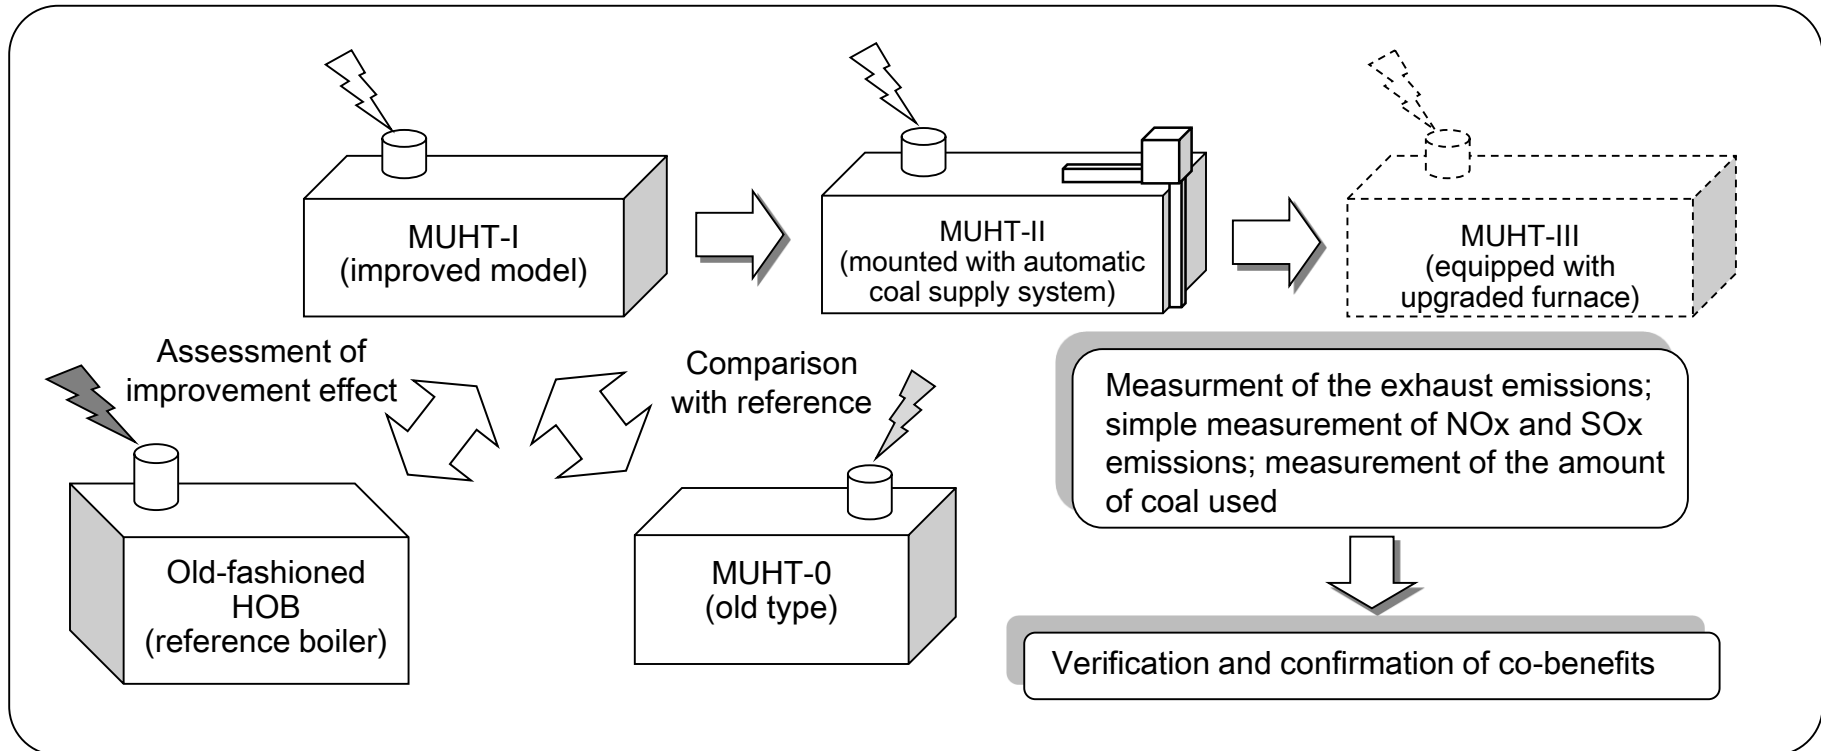 MUHT-I
(improved model)
MUHT-II
(mounted with automatic
coal supply system)
MUHT-III
(equipped with
upgraded furnace)
Assessment of
improvement effect
Comparison
with reference
Old-fashioned
HOB
(reference boiler)
MUHT-0
(old type)
Measurment of the exhaust emissions;
simple measurement of NOx and SOx
emissions; measurement of the amount
of coal used
Verification and confirmation of co-benefits